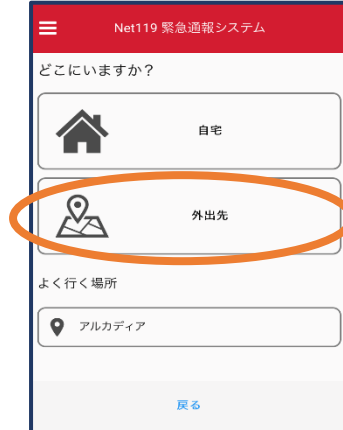 Net119 緊急通報システム
どこにいますか？
自宅
外出先
よく行く場所
アルカディア
戻る